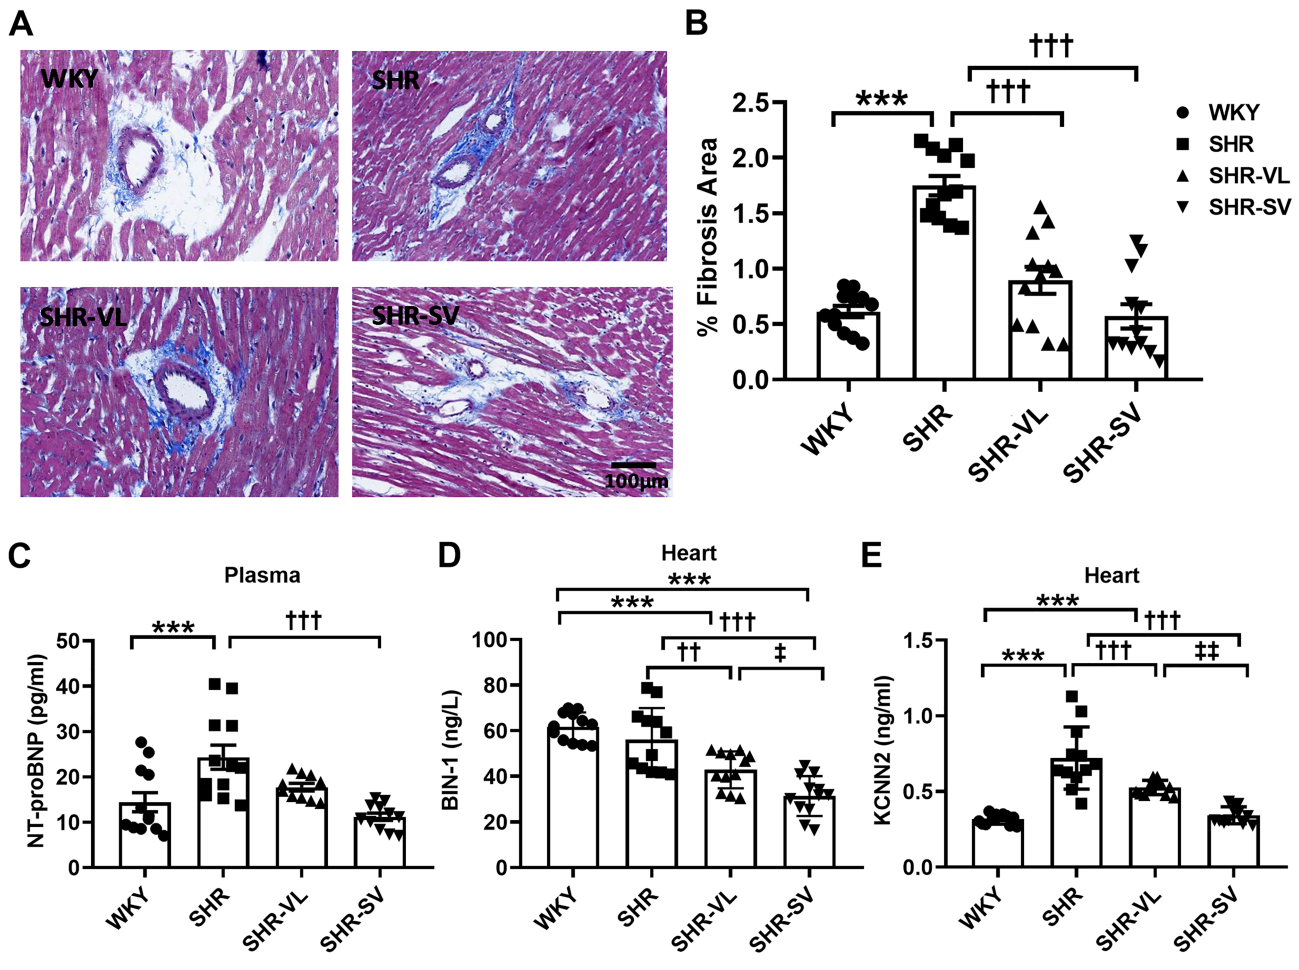 A
WKY
SHR
SHR-VL
SHR-SV
100μm
B
†††
***
†††
% Fibrosis Area
2.5
2.0
1.5
1.0
0.5
0.0
WKY
SHR
SHR-VL
SHR-SV
WKY
SHR
SHR-VL
SHR-SV
C
Plasma
***
†††
NT-proBNP (pg/ml)
50
40
30
20
10
0
WKY
SHR
SHR-VL
SHR-SV
D
Heart
***
***
†††
††
‡
BIN-1 (ng/L)
100
80
60
40
20
0
WKY
SHR
SHR-VL
SHR-SV
E
Heart
***
†††
***
†††
‡‡
KCNN2 (ng/ml)
1.5
1.0
0.5
0.0
WKY
SHR
SHR-VL
SHR-SV